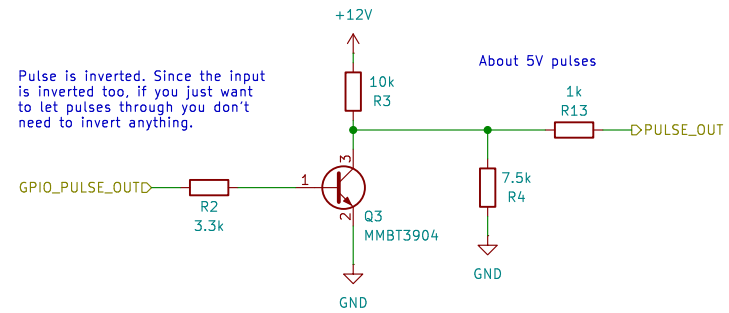 +12V
About 5V pulses
Pulse is inverted. Since the input
is inverted too, if you just want
to let pulses through you don't
need to invert anything.
10k
R3
1k
R13
PULSE_OUT
3
1
2
GPIO_PULSE_OUT
R2
3.3k
7.5k
R4
Q3
MMBT3904
GND
GND